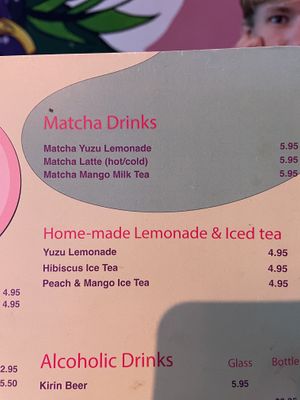 Matcha Drinks
Matcha Yuzu Lemonade 5.95
Matcha Latte (hot/cold) 5.95
Matcha Mango Milk Tea 5.95
Home-made Lemonade & Iced tea
Yuzu Lemonade 4.95
Hibiscus Ice Tea 4.95
Peach & Mango Ice Tea 4.95
4.95
4.95
Alcoholic Drinks Glass Bottle
2.95
5.50
Kirin Beer 5.95